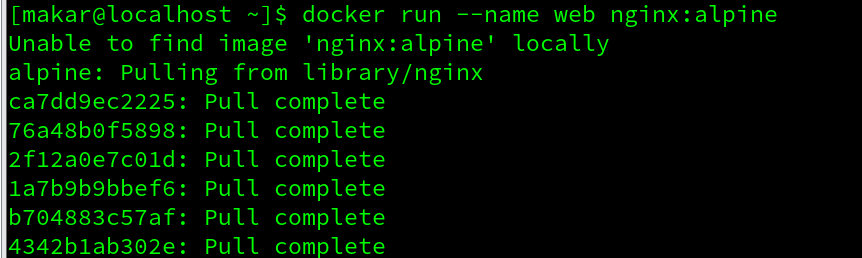 [makar@localhost ~]$ docker run --name web nginx:alpine
Unable to find image 'nginx:alpine' locally
alpine: Pulling from library/nginx
ca7dd9ec2225: Pull complete
76a48b0f5898: Pull complete
2f12a0e7c01d: Pull complete
1a7b9b9bbef6: Pull complete
b704883c57af: Pull complete
4342b1ab302e: Pull complete